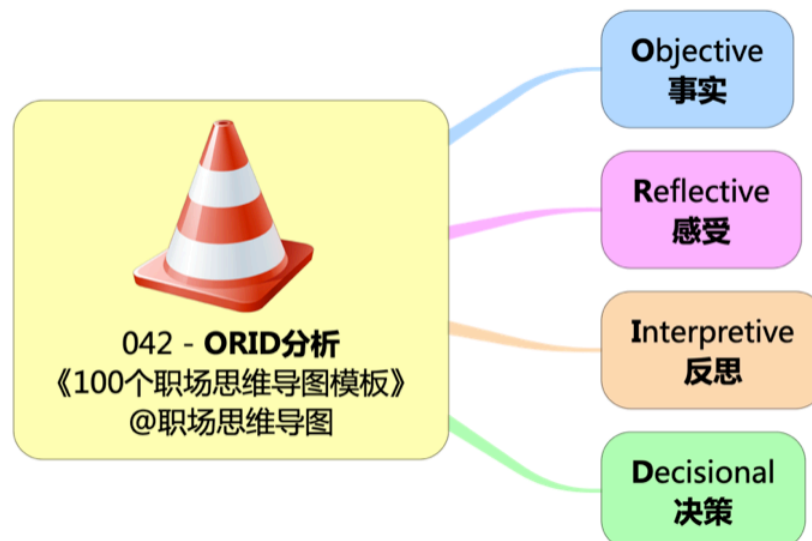 042 - ORID分析
《100个职场思维导图模板》
@职场思维导图
Objective
事实
Reflective
感受
Interpretive
反思
Decisional
决策